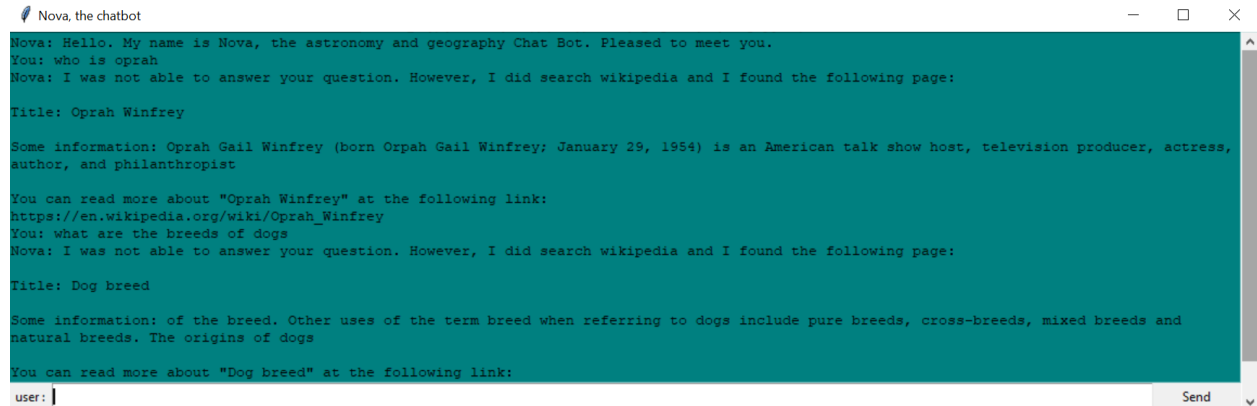 Nova, the chatbot
Nova: Hello. My name is Nova, the astronomy and geography Chat Bot. Pleased to meet you.
You: who is oprah
Nova: I was not able to answer your question. However, I did search wikipedia and I found the following page:
Title: Oprah Winfrey
Some information: Oprah Gail Winfrey (born Orpah Gail Winfrey; January 29, 1954) is an American talk show host, television producer, actress,
author, and philanthropist
You can read more about "Oprah Winfrey" at the following link:
https://en.wikipedia.org/wiki/Oprah_Winfrey
You: what are the breeds of dogs
Nova: I was not able to answer your question. However, I did search wikipedia and I found the following page:
Title: Dog breed
Some information: of the breed. Other uses of the term breed when referring to dogs include pure breeds, cross-breeds, mixed breeds and
natural breeds. The origins of dogs
You can read more about "Dog breed" at the following link:
user: Send